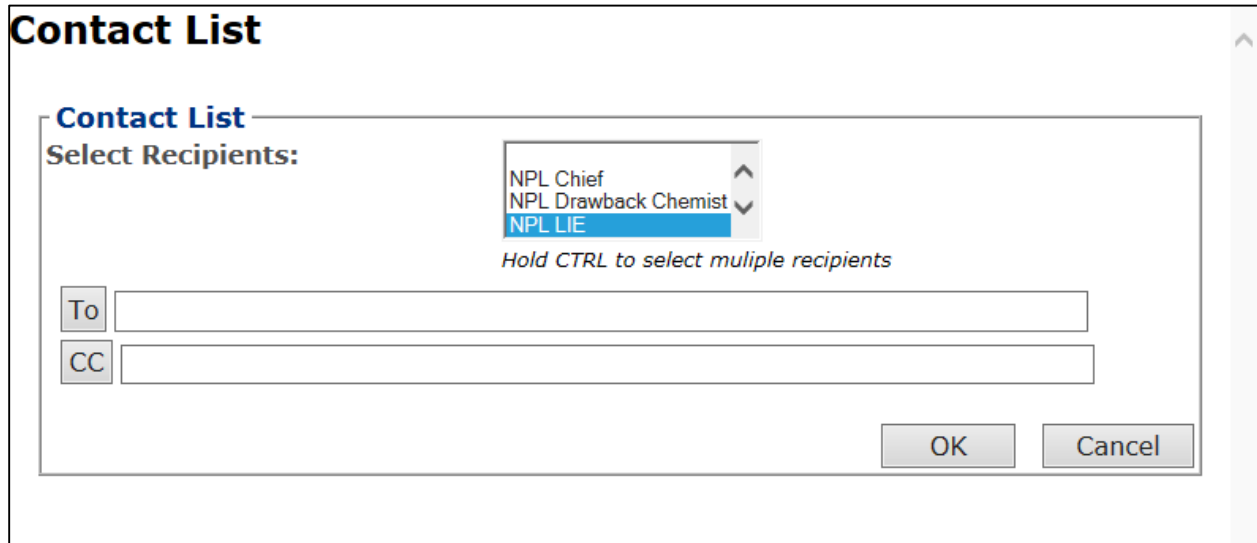 Contact List
Contact List
Select Recipients:
NPL Chief
NPL Drawback Chemist
NPL LIE
Hold CTRL to select muliple recipients
To
CC
OK Cancel